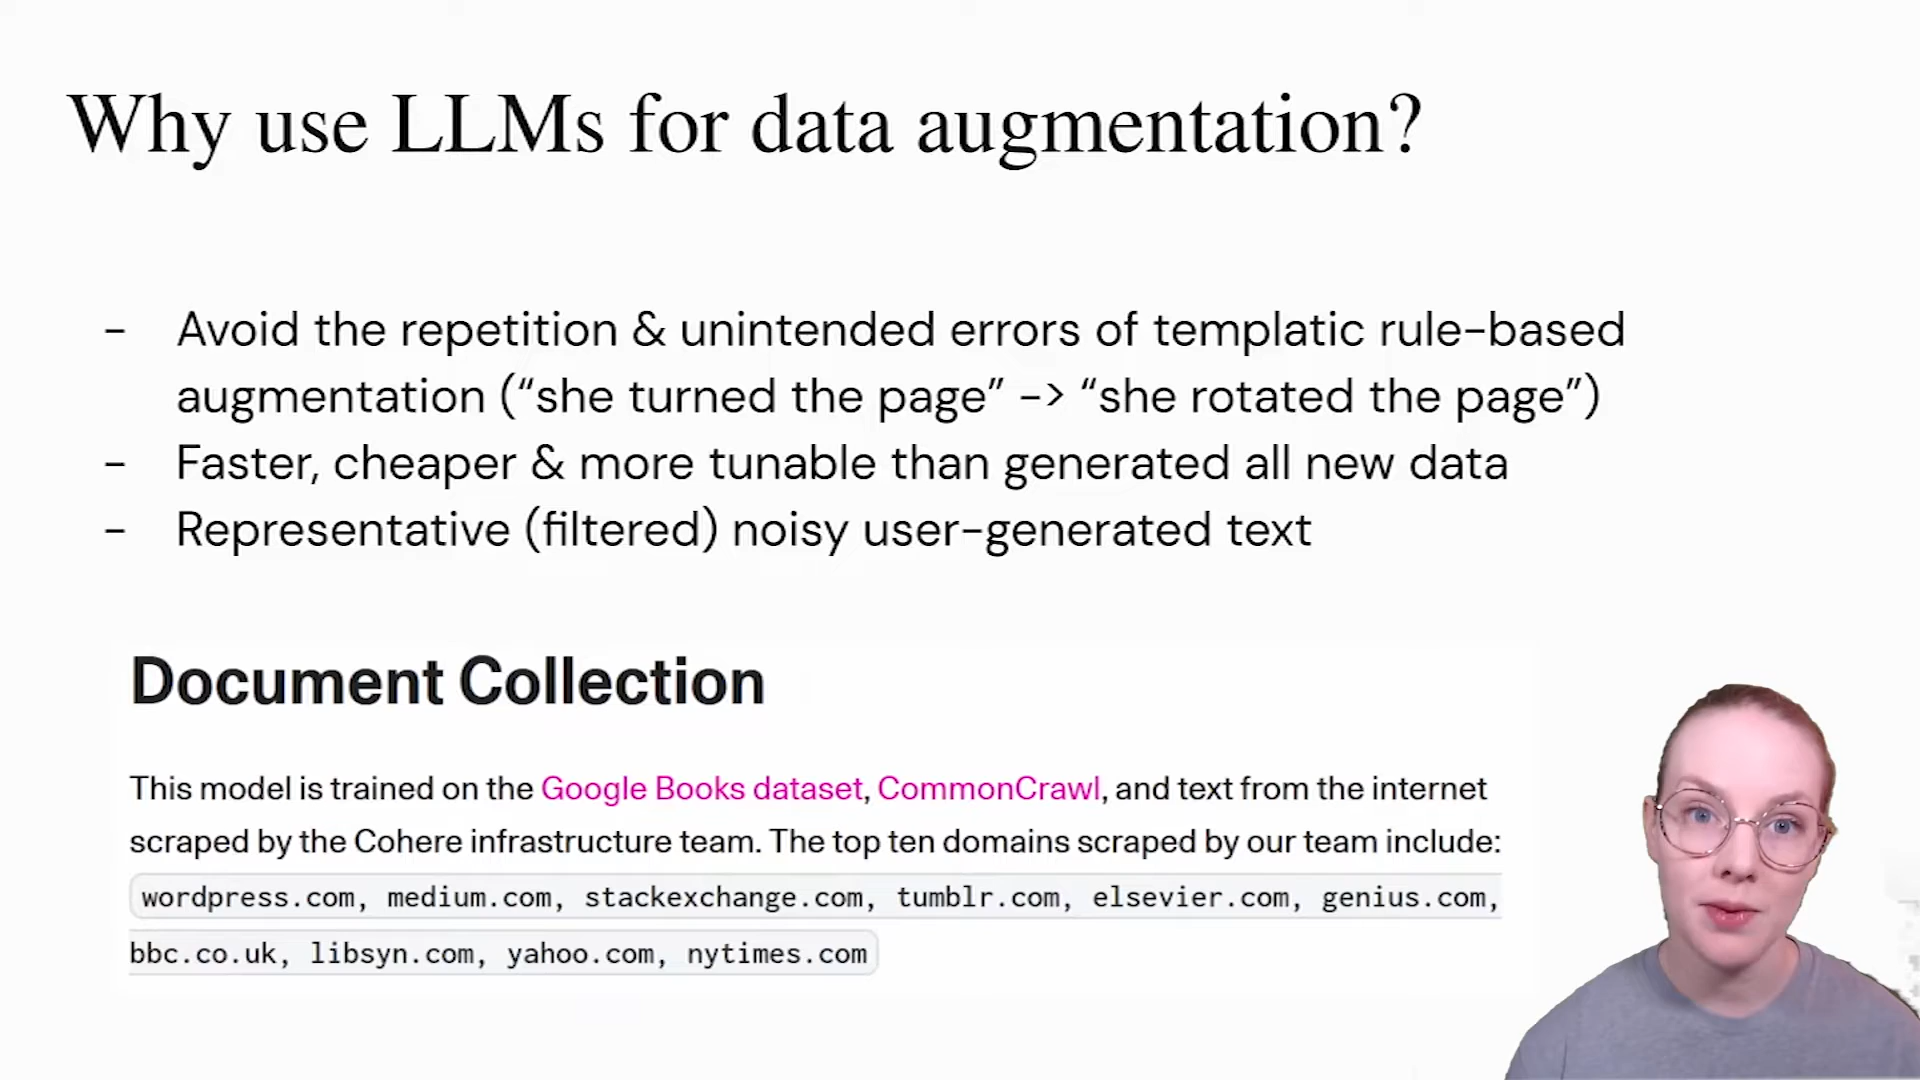 Why use LLMs for data augmentation?
- Avoid the repetition & unintended errors of templatic rule-based
augmentation (“she turned the page” -> “she rotated the page”)
- Faster, cheaper & more tunable than generated all new data
- Representative (filtered) noisy user-generated text
Document Collection
This model is trained on the Google Books dataset, CommonCrawl, and text from the internet
scraped by the Cohere infrastructure team. The top ten domains scraped by our team include:
wordpress.com, medium.com, stackexchange.com, tumblr.com, elsevier.com, genius.com,
bbc.co.uk, libsyn.com, yahoo.com, nytimes.com